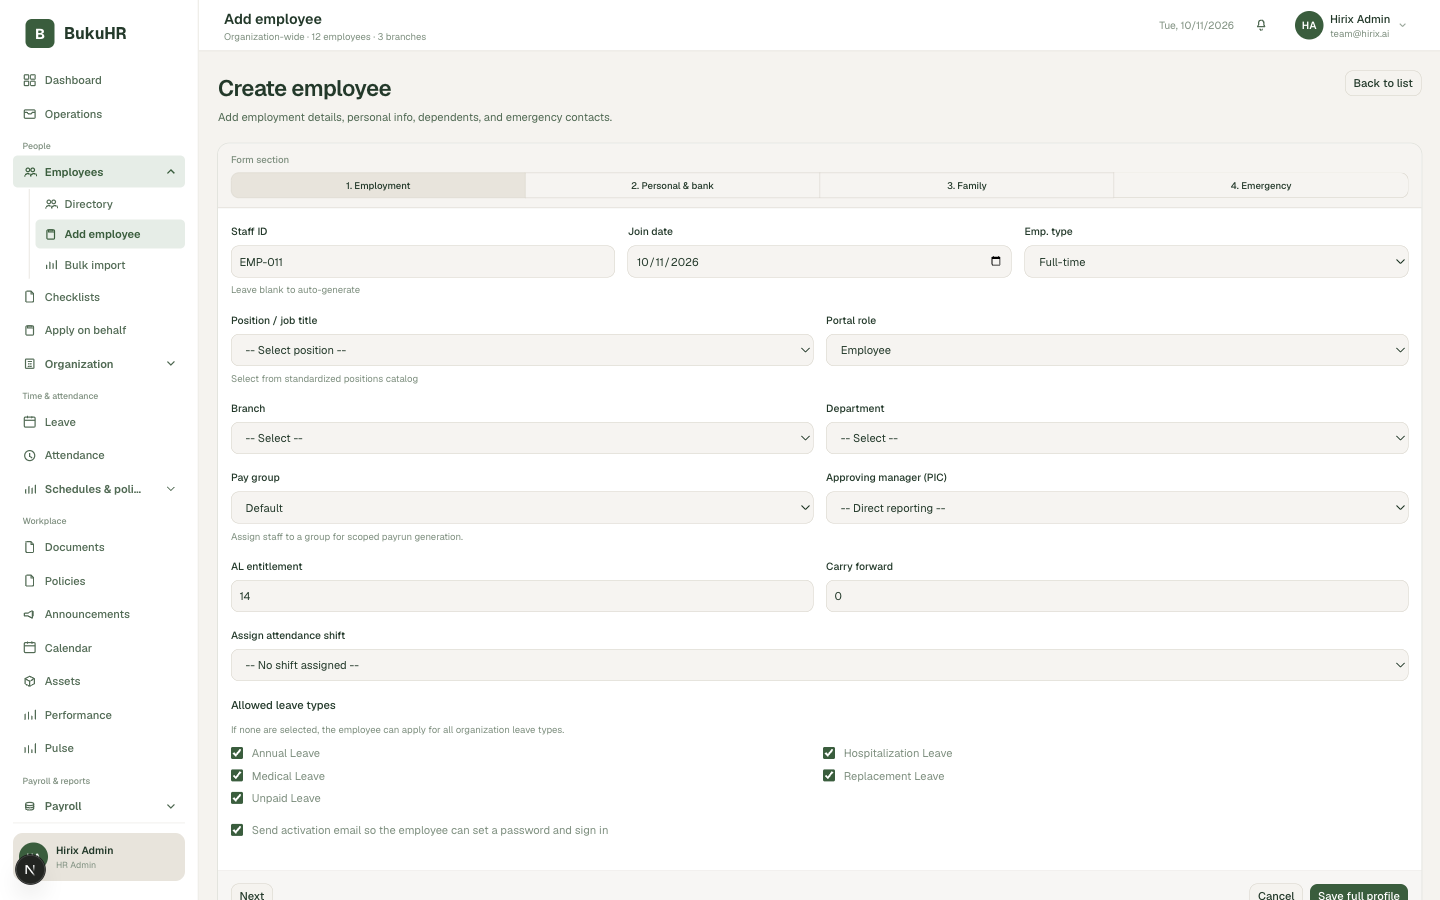 B BukuHR
Dashboard
Operations
People
Employees
Directory
Add employee
Bulk import
Checklists
Apply on behalf
Organization
Time & attendance
Leave
Attendance
Schedules & poli...
Workplace
Documents
Policies
Announcements
Calendar
Assets
Performance
Pulse
Payroll & reports
Payroll
Hirix Admin
HR Admin
N
Add employee
Organization-wide · 12 employees · 3 branches
Tue, 10/11/2026
HA
Hirix Admin
team@hirix.ai
Create employee
Add employment details, personal info, dependents, and emergency contacts.
Back to list
Form section
1. Employment 2. Personal & bank 3. Family 4. Emergency
Staff ID Join date Emp. type
EMP-011 10/11/2026 Full-time
Leave blank to auto-generate
Position / job title Portal role
-- Select position -- Employee
Select from standardized positions catalog
Branch Department
-- Select -- -- Select --
Pay group Approving manager (PIC)
Default -- Direct reporting --
Assign staff to a group for scoped payrun generation.
AL entitlement Carry forward
14 0
Assign attendance shift
-- No shift assigned --
Allowed leave types
If none are selected, the employee can apply for all organization leave types.
Annual Leave Hospitalization Leave
Medical Leave Replacement Leave
Unpaid Leave
Send activation email so the employee can set a password and sign in
Next Cancel Save full profile